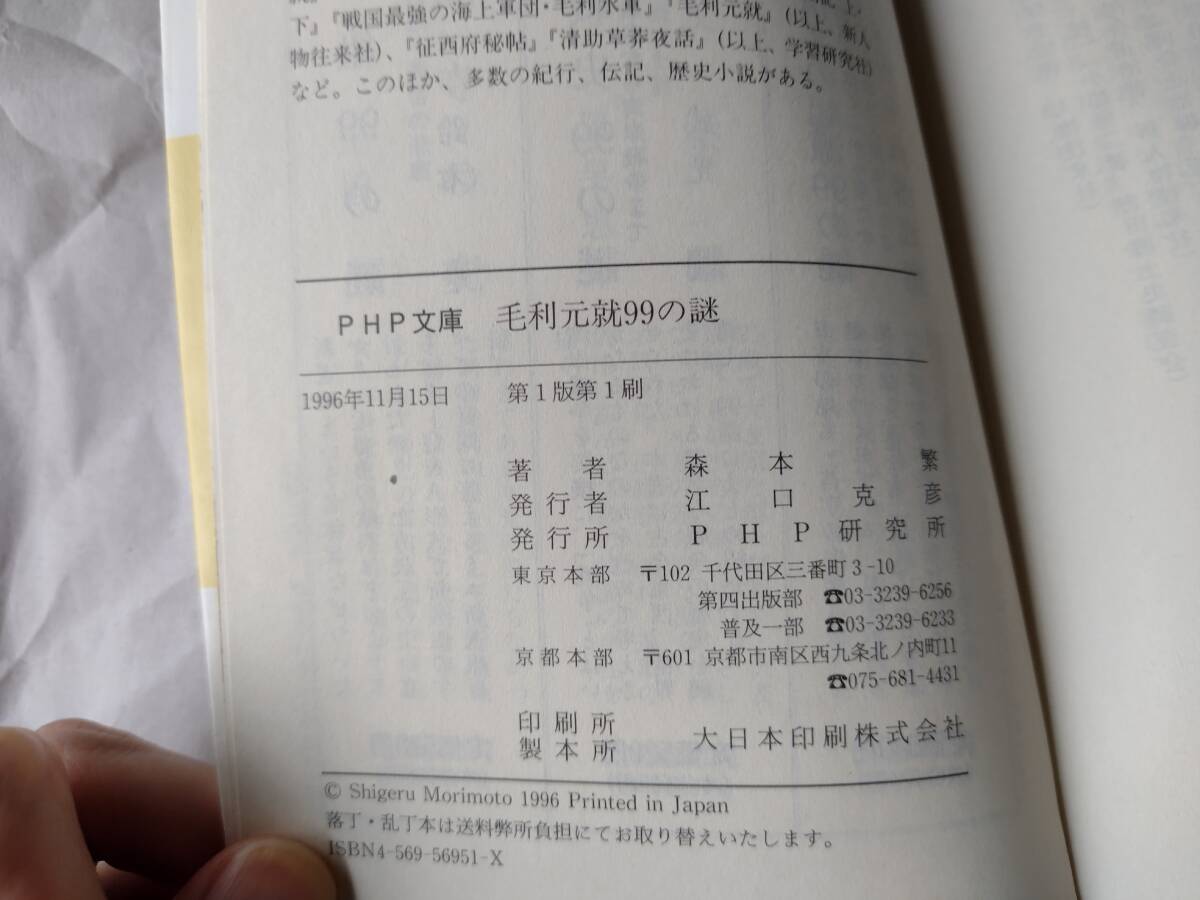 下』『戦国最強の海上軍団・毛利水軍』『毛利元就』(以上、新人
物往来社)、『征西府秘帖』『清助草莽夜話』(以上、学習研究社)
など。このほか、多数の紀行、伝記、歴史小説がある。
PHP文庫 毛利元就99の謎
1996年11月15日 第1版第1刷
著者 森本 繁
発行者 江口克彦
発行所 PHP研究所
東京本部 〒102 千代田区三番町3-10
第四出版部 ☎03-3239-6256
普及一部 ☎03-3239-6233
京都本部 〒601 京都市南区西九条北ノ内町11
☎075-681-4431
印刷所
製本所 大日本印刷株式会社
© Shigeru Morimoto 1996 Printed in Japan
落丁・乱丁本は送料弊所負担にてお取り替えいたします。
ISBN4-569-56951-X